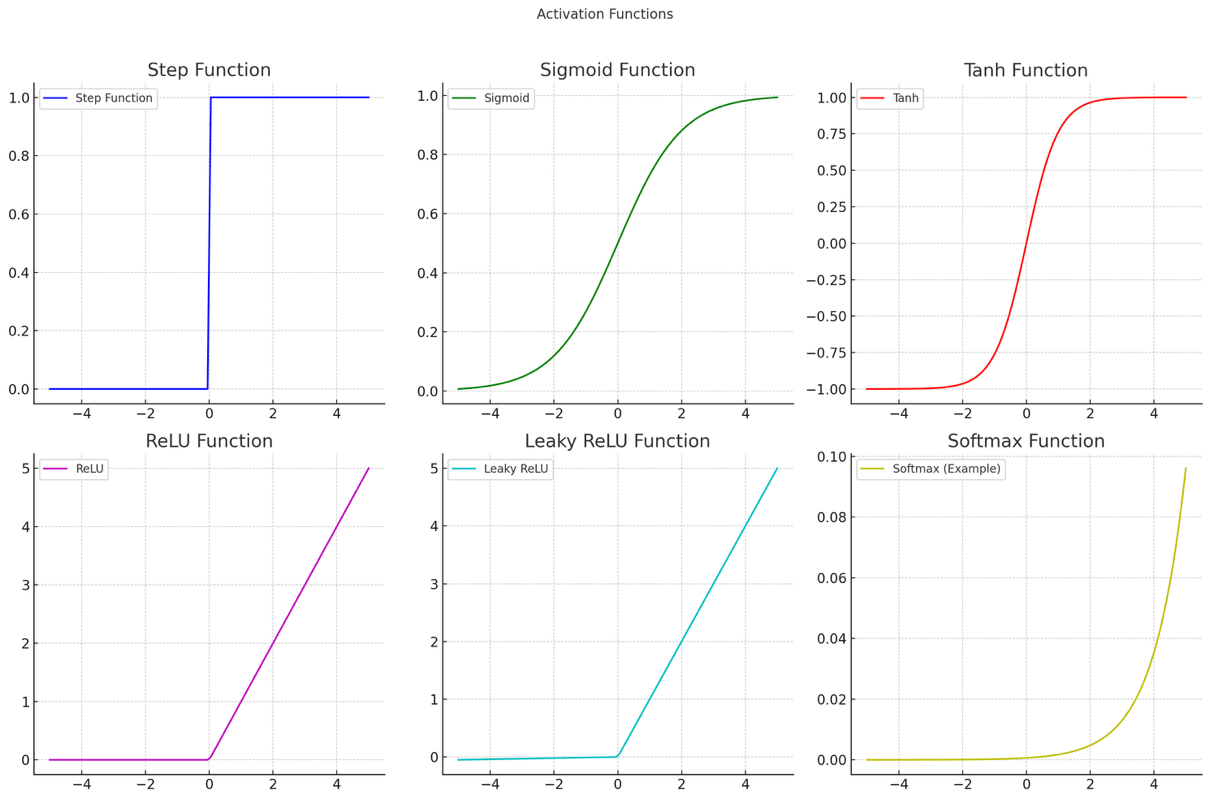 Activation Functions
Step Function
Sigmoid Function
Tanh Function
Step Function
Sigmoid
Tanh
1.0
0.8
0.6
0.4
0.2
0.0
−4 −2 0 2 4
1.0
0.8
0.6
0.4
0.2
0.0
−4 −2 0 2 4
1.00
0.75
0.50
0.25
0.00
−0.25
−0.50
−0.75
−1.00
−4 −2 0 2 4
ReLU Function
Leaky ReLU Function
Softmax Function
ReLU
Leaky ReLU
Softmax (Example)
5
4
3
2
1
0
−4 −2 0 2 4
5
4
3
2
1
0
−4 −2 0 2 4
0.10
0.08
0.06
0.04
0.02
0.00
−4 −2 0 2 4